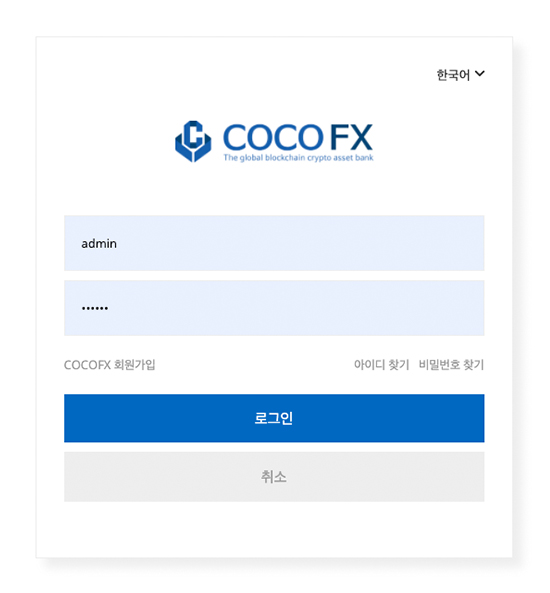 한국어
COCO FX
The global blockchain crypto asset bank
admin
••••••
COCOFX 회원가입
아이디 찾기 비밀번호 찾기
로그인
취소